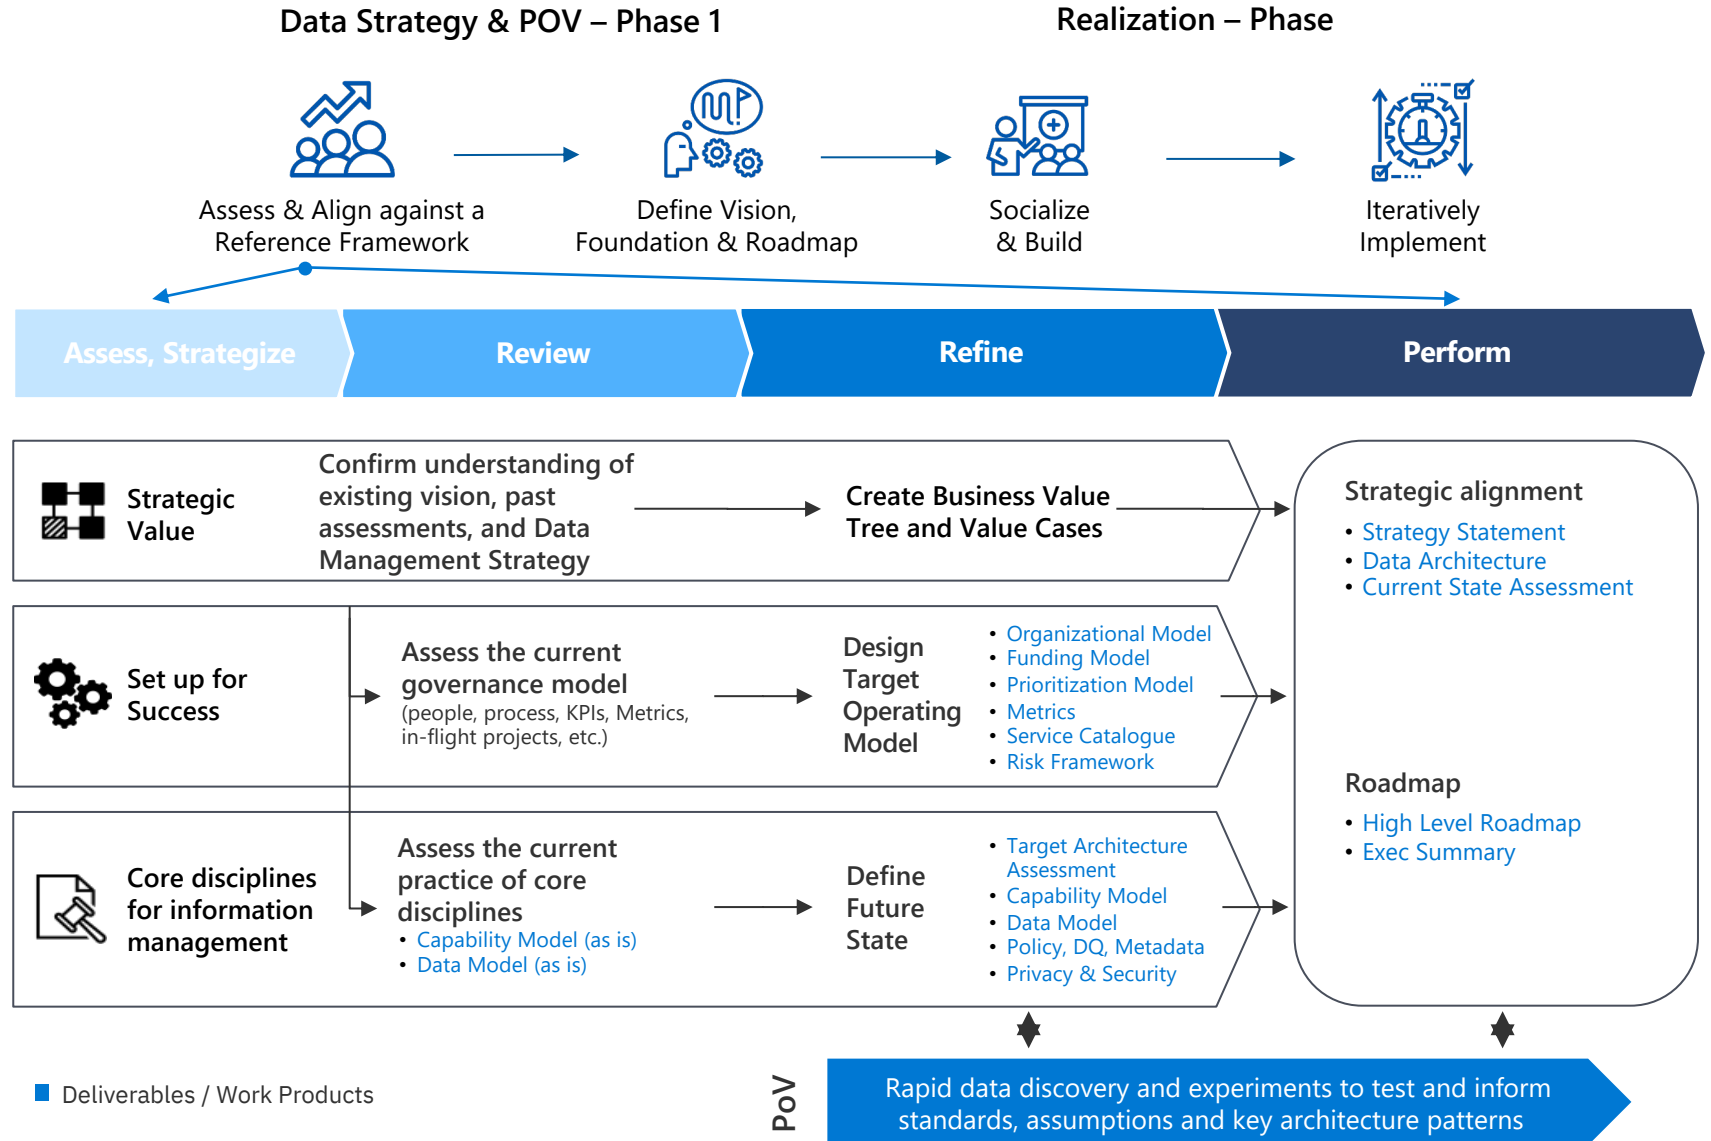 Data Strategy & POV – Phase 1
Realization – Phase
Assess & Align against a
Reference Framework
Define Vision,
Foundation & Roadmap
Socialize
& Build
Iteratively
Implement
Assess, Strategize
Review
Refine
Perform
Strategic
Value
Confirm understanding of
existing vision, past
assessments, and Data
Management Strategy
Create Business Value
Tree and Value Cases
Set up for
Success
Assess the current
governance model
(people, process, KPIs, Metrics,
in-flight projects, etc.)
Design
Target
Operating
Model
• Organizational Model
• Funding Model
• Prioritization Model
• Metrics
• Service Catalogue
• Risk Framework
Core disciplines
for information
management
Assess the current
practice of core
disciplines
• Capability Model (as is)
• Data Model (as is)
Define
Future
State
• Target Architecture
Assessment
• Capability Model
• Data Model
• Policy, DQ, Metadata
• Privacy & Security
Strategic alignment
• Strategy Statement
• Data Architecture
• Current State Assessment
Roadmap
• High Level Roadmap
• Exec Summary
Deliverables / Work Products
PoV
Rapid data discovery and experiments to test and inform
standards, assumptions and key architecture patterns